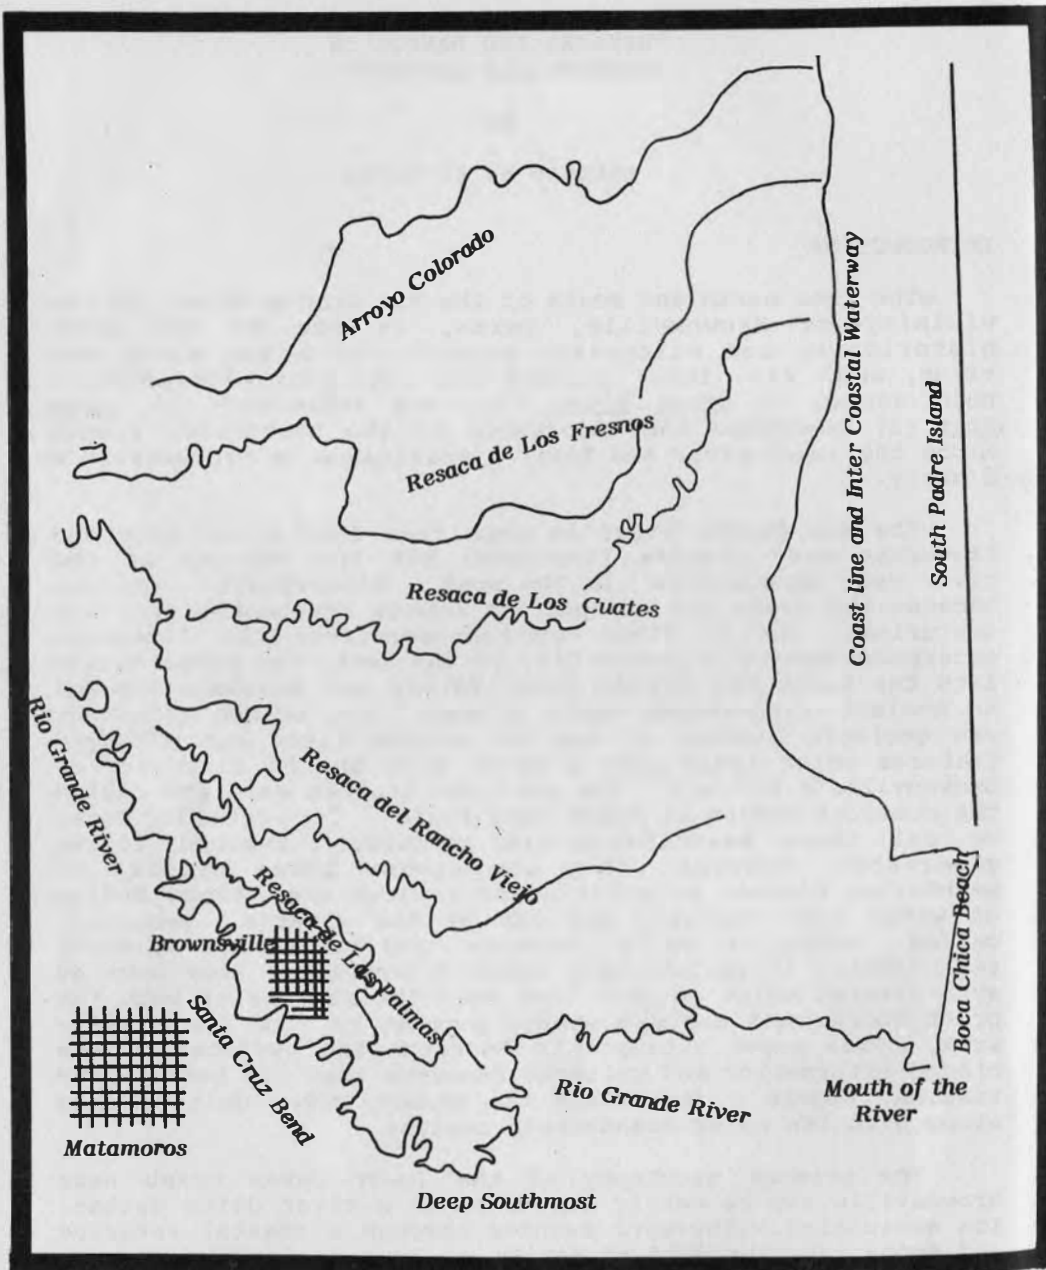 Arroyo Colorado
Resaca de Los Fresnos
Coast line and Inter Coastal Waterway
South Padre Island
Resaca de Los Cuates
Rio Grande River
Resaca del Rancho Viejo
Resaca de Las Palmas
Brownsville
Santa Cruz Bend
Matamoros
Rio Grande River
Mouth of the
River
Boca Chica Beach
Deep Southmost